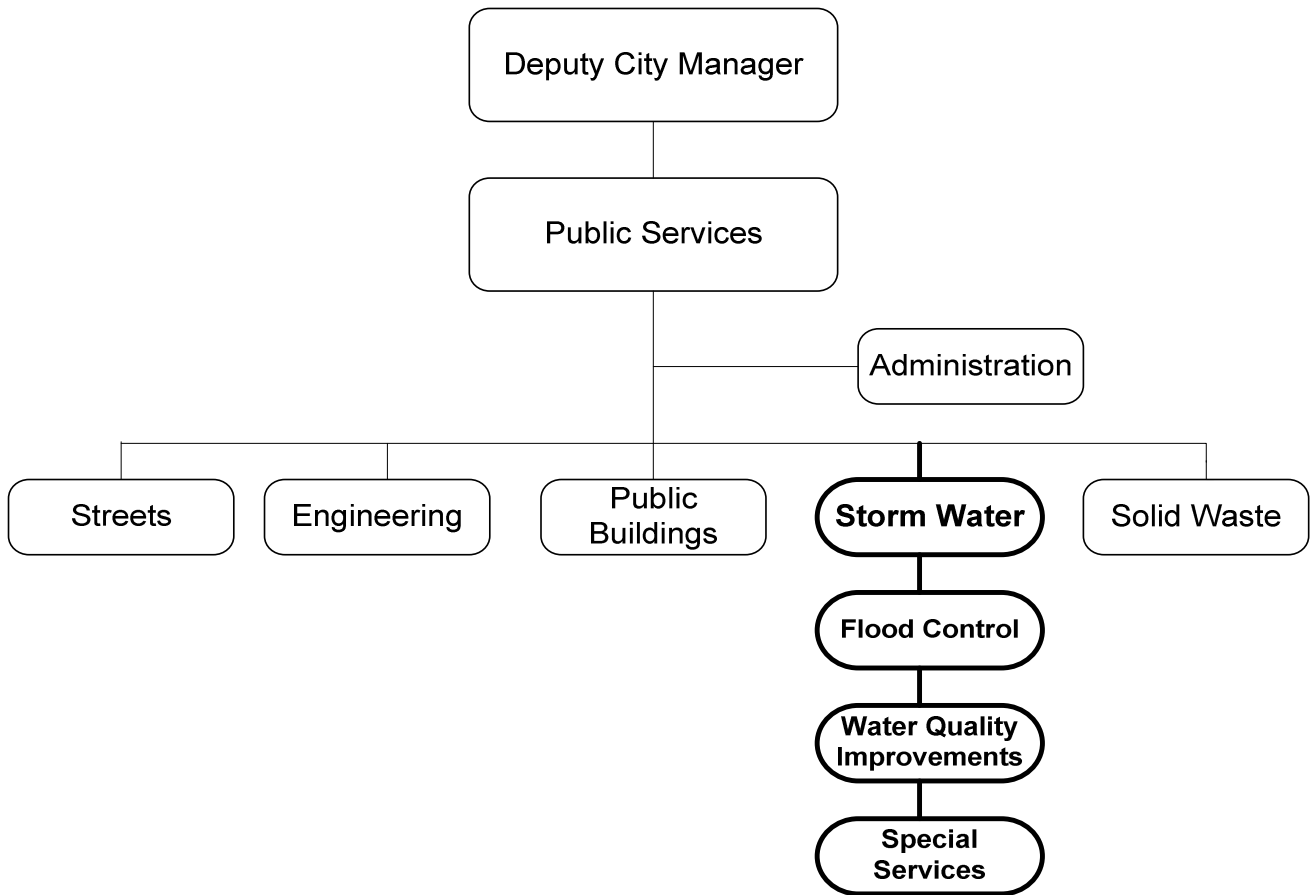 Deputy City Manager
Public Services
Administration
Streets
Engineering
Public
Buildings
Storm Water
Solid Waste
Flood Control
Water Quality
Improvements
Special
Services